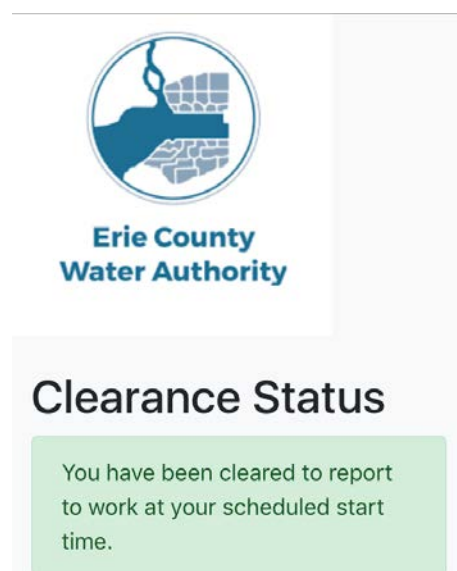 Erie County
Water Authority
Clearance Status
You have been cleared to report
to work at your scheduled start
time.